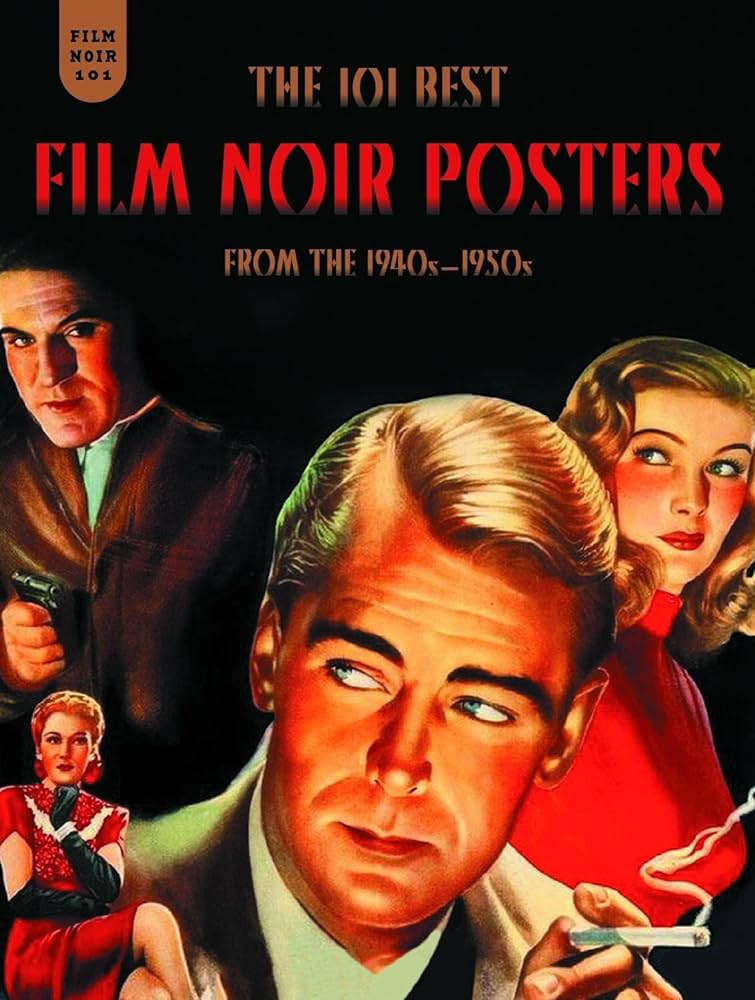 FILM
NOIR
101
THE 101 BEST
FILM NOIR POSTERS
FROM THE 1940s–1950s